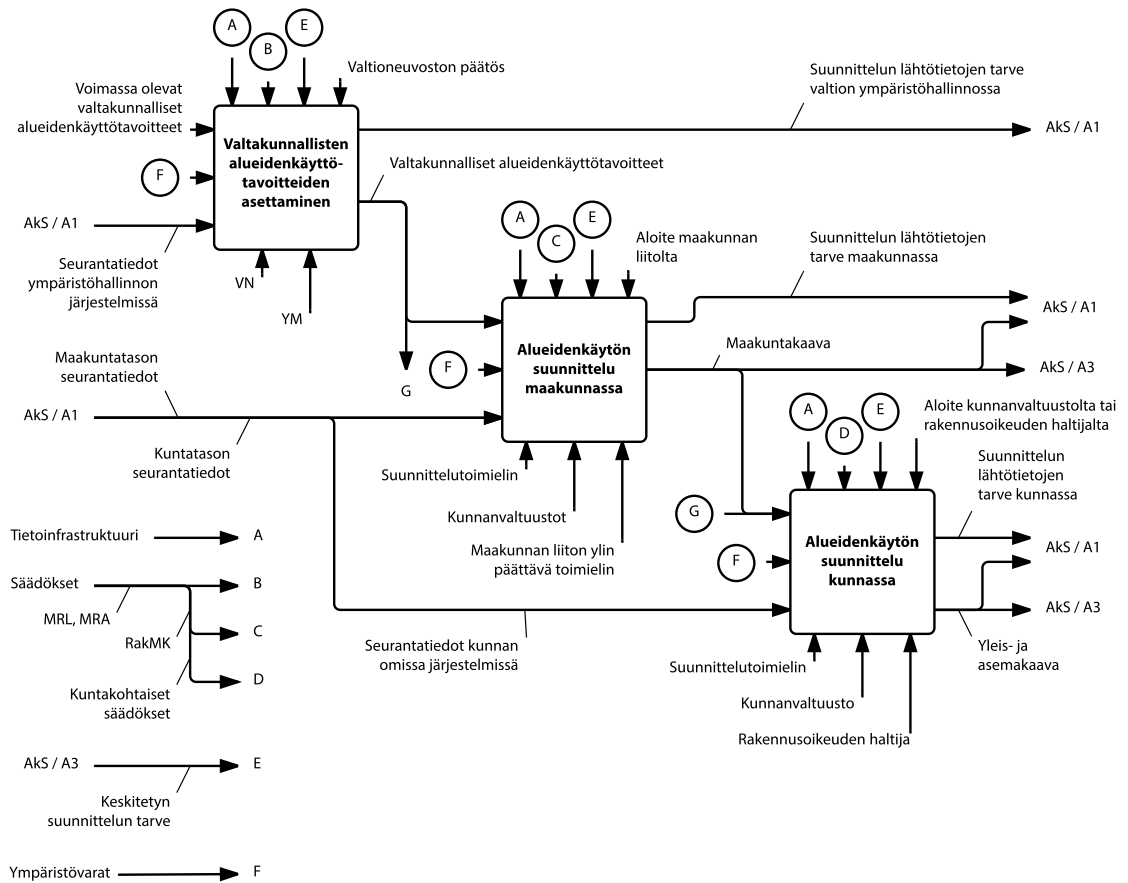 A
B
E
Valtioneuvoston päätös
Voimassa olevat
valtakunnalliset
alueidenkäyttötavoitteet
F
AkS / A1
Seurantatiedot
ympäristöhallinnon
järjestelmissä
Valtakunnallisten
alueidenkäyttö-
tavoitteiden
asettaminen
VN
YM
Suunnittelun lähtötietojen tarve
valtion ympäristöhallinnossa
AkS / A1
Valtakunnalliset alueidenkäyttötavoitteet
G
A
C
E
Aloite maakunnan
liitolta
F
Maakuntatason
seurantatiedot
AkS / A1
Kuntatason
seurantatiedot
Alueidenkäytön
suunnittelu
maakunnassa
Suunnittelutoimielin
Kunnanvaltuustot
Maakunnan liiton ylin
päättävä toimielin
Suunnittelun lähtötietojen
tarve maakunnassa
AkS / A1
Maakuntakaava
AkS / A3
A
D
E
Aloite kunnanvaltuustolta tai
rakennusoikeuden haltijalta
G
F
Alueidenkäytön
suunnittelu
kunnassa
Suunnittelun
lähtötietojen
tarve kunnassa
AkS / A1
AkS / A3
Yleis- ja
asemakaava
Seurantatiedot kunnan
omissa järjestelmissä
Suunnittelutoimielin
Kunnanvaltuusto
Rakennusoikeuden haltija
Tietoinfrastruktuuri
A
Säädökset
B
MRL, MRA
RakMK
C
Kuntakohtaiset
säädökset
D
AkS / A3
E
Keskitetyn
suunnittelun tarve
Ympäristövarat
F